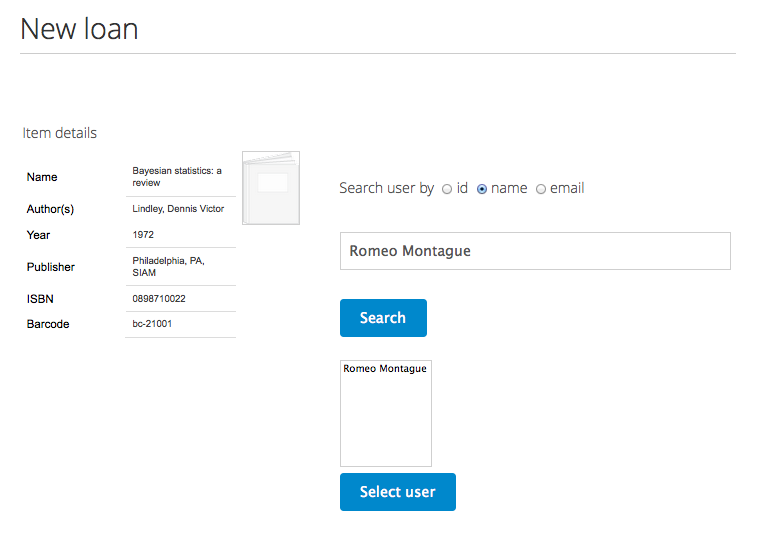 New loan
Item details
Name
Bayesian statistics: a
review
Author(s)
Lindley, Dennis Victor
Year
1972
Publisher
Philadelphia, PA,
SIAM
ISBN
0898710022
Barcode
bc-21001
Search user by id name email
Romeo Montague
Search
Romeo Montague
Select user